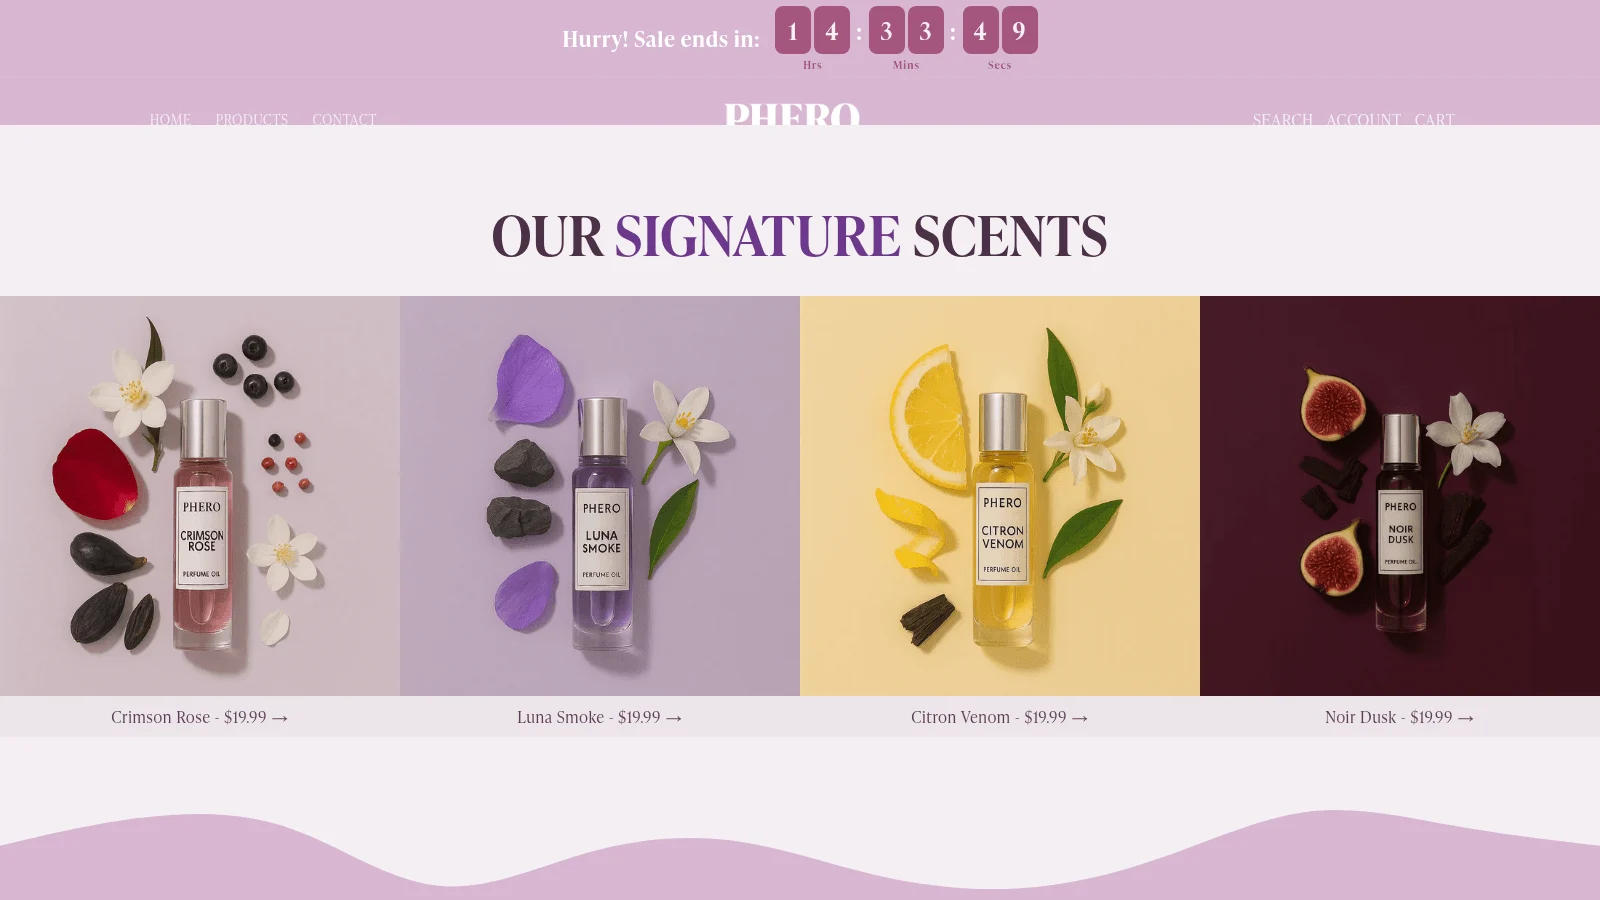 Hurry! Sale ends in:
1 4 : 3 3 : 4 9
Hrs Mins Secs
HOME PRODUCTS CONTACT
PHERO
SEARCH ACCOUNT CART
OUR SIGNATURE SCENTS
PHERO
CRIMSON
ROSE
PERFUME OIL
PHERO
LUNA
SMOKE
PERFUME OIL
PHERO
CITRON
VENOM
PERFUME OIL
PHERO
NOIR
DUSK
PERFUME OIL
Crimson Rose - $19.99 →
Luna Smoke - $19.99 →
Citron Venom - $19.99 →
Noir Dusk - $19.99 →